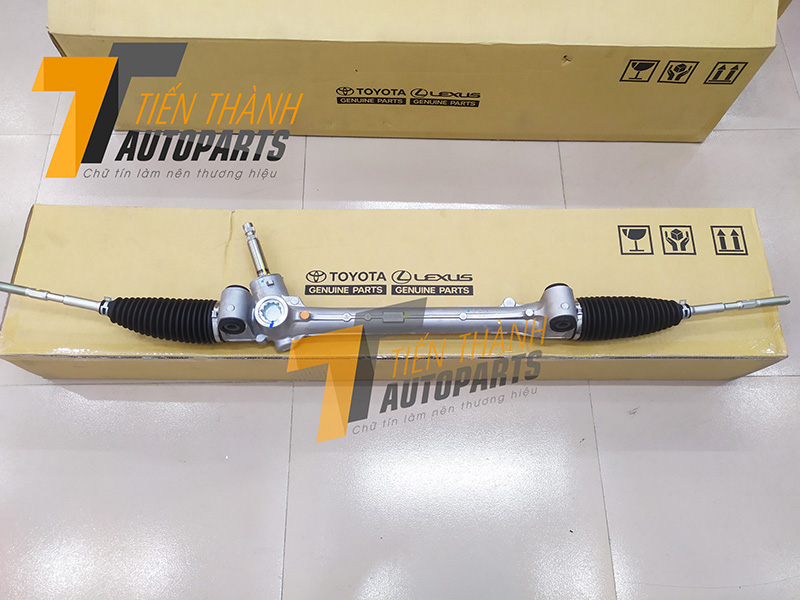 TIẾN THÀNH
AUTOPARTS
Chữ tín làm nên thương hiệu
TOYOTA LEXUS
GENUINE PARTS GENUINE PARTS
TOYOTA LEXUS
GENUINE PARTS GENUINE PARTS
TIẾN THÀNH
AUTOPARTS
Chữ tín làm nên thương hiệu